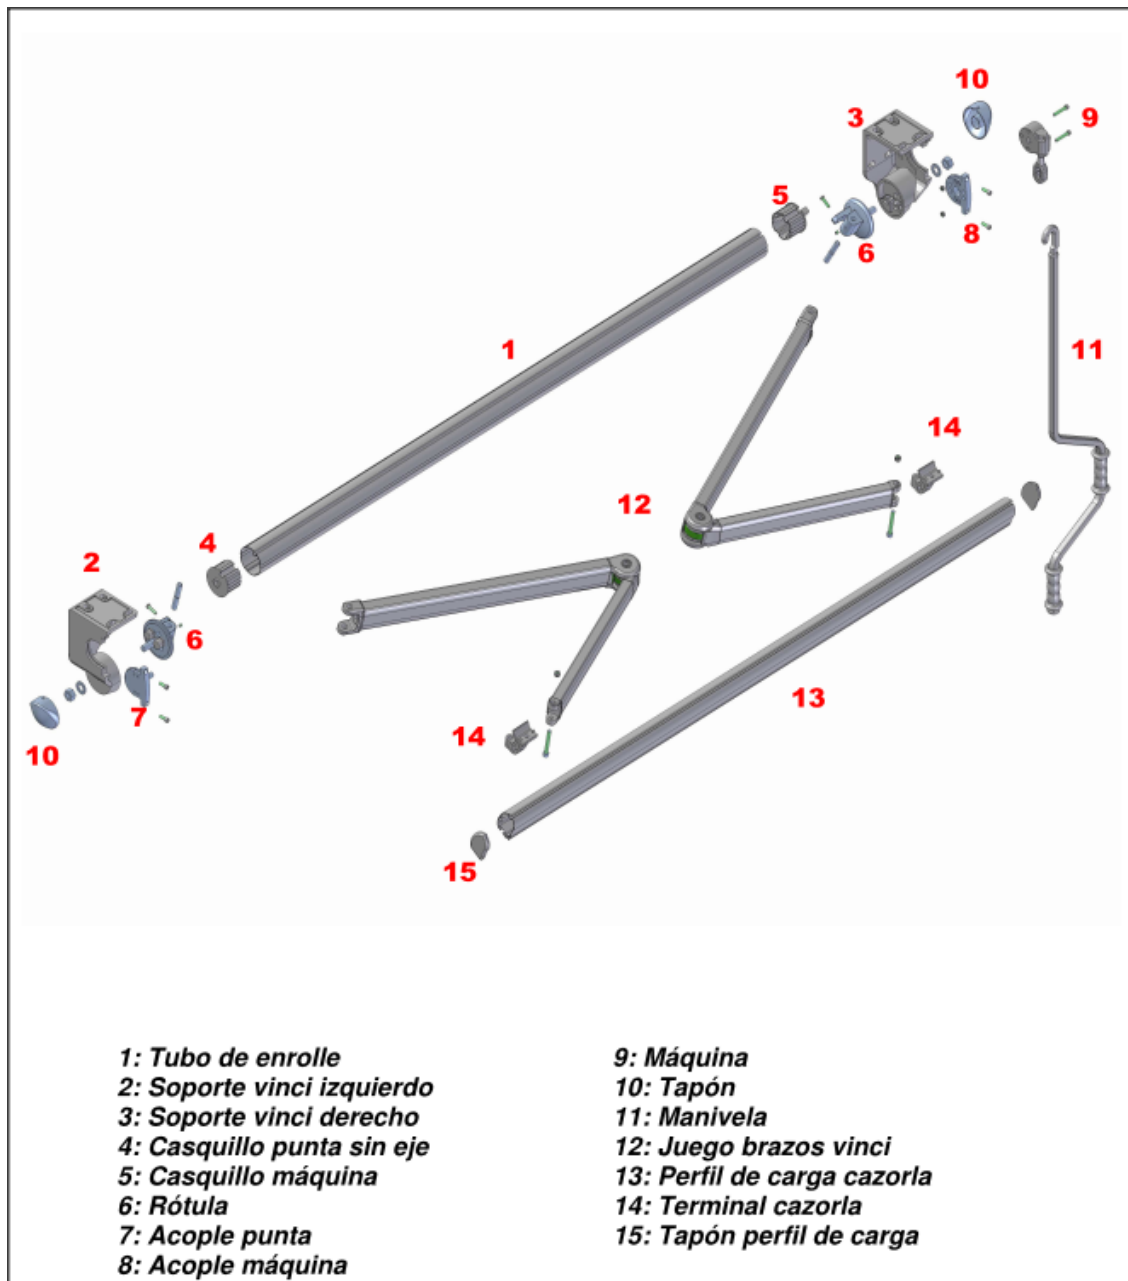 10
3
9
5
8
6
1
11
14
12
4
2
6
13
7
14
10
15
1: Tubo de enrolle
2: Soporte vinci izquierdo
3: Soporte vinci derecho
4: Casquillo punta sin eje
5: Casquillo máquina
6: Rótula
7: Acople punta
8: Acople máquina
9: Máquina
10: Tapón
11: Manivela
12: Juego brazos vinci
13: Perfil de carga cazorla
14: Terminal cazorla
15: Tapón perfil de carga